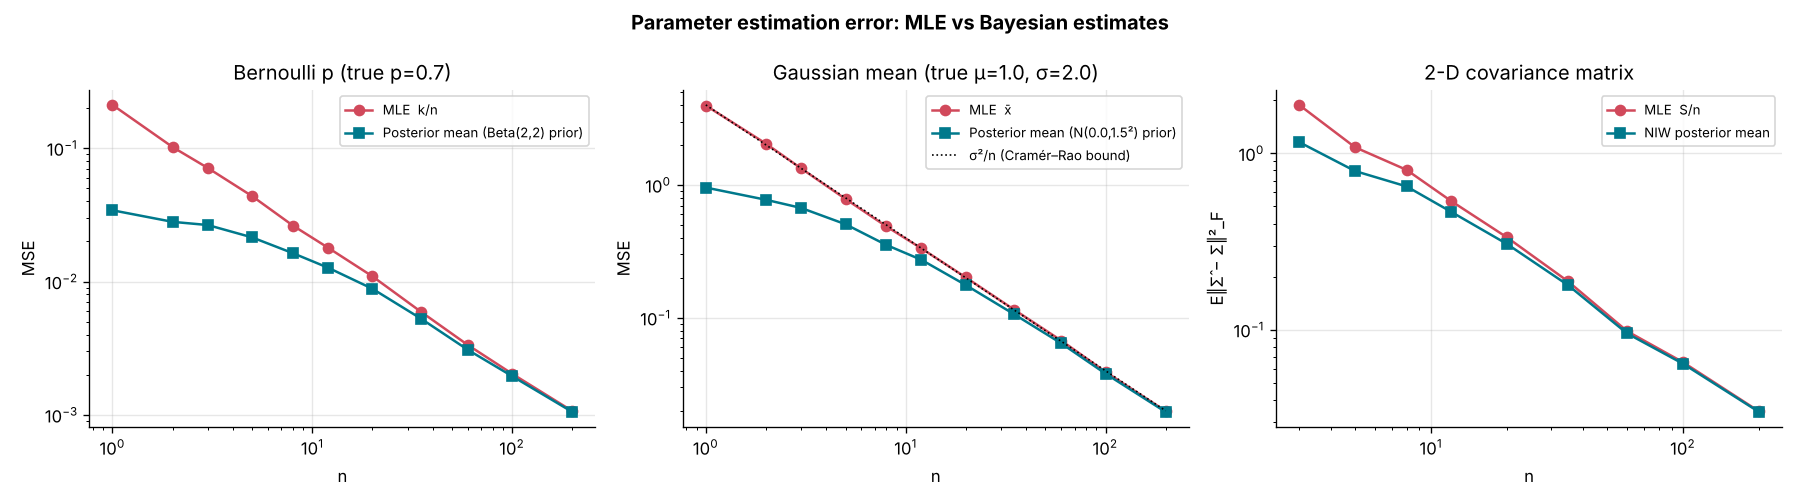 Parameter estimation error: MLE vs Bayesian estimates
Bernoulli p (true p=0.7)
MLE k/n
Posterior mean (Beta(2,2) prior)
MSE
10⁻¹
10⁻²
10⁻³
10⁰
10¹
10²
n
Gaussian mean (true μ=1.0, σ=2.0)
MLE x̄
Posterior mean (N(0.0,1.5²) prior)
σ²/n (Cramér–Rao bound)
MSE
10⁰
10⁻¹
10⁰
10¹
10²
n
2-D covariance matrix
MLE S/n
NIW posterior mean
E‖Σ̂ − Σ‖²_F
10⁰
10⁻¹
10¹
10²
n